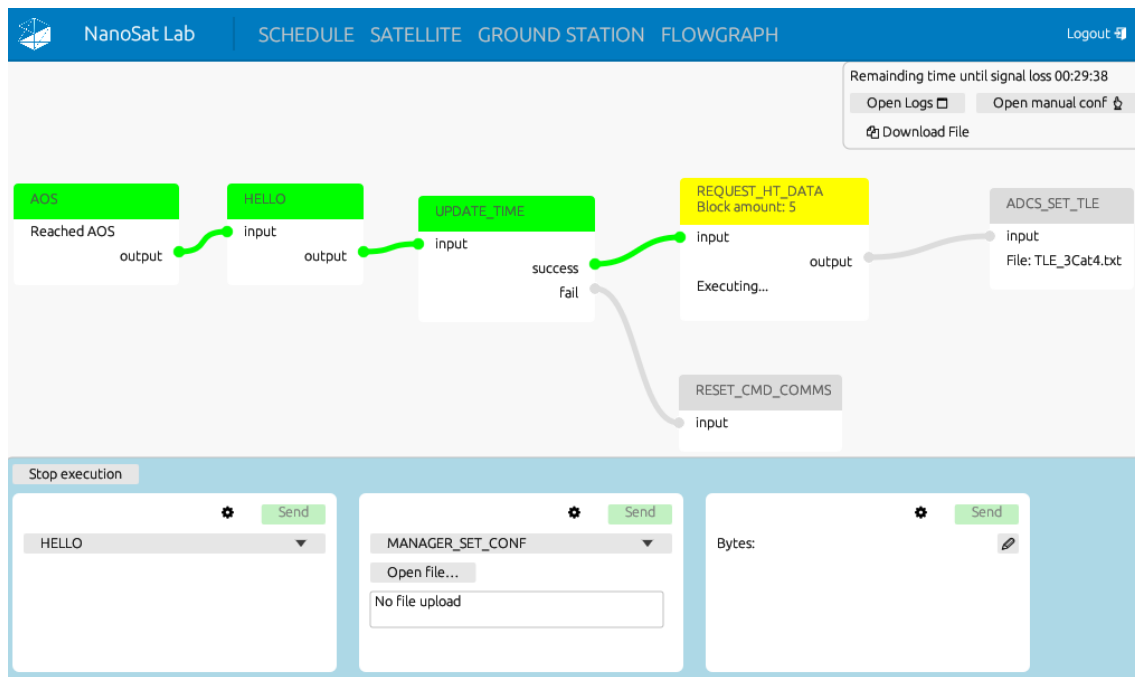 NanoSat Lab
SCHEDULE SATELLITE GROUND STATION FLOWGRAPH
Logout
Remainding time until signal loss 00:29:38
Open Logs
Open manual conf
Download File
AOS
Reached AOS
output
HELLO
input
output
UPDATE_TIME
input
success
fail
REQUEST_HT_DATA
Block amount: 5
input
output
Executing...
ADCS_SET_TLE
input
File: TLE_3Cat4.txt
RESET_CMD_COMMS
input
Stop execution
Send
HELLO
Send
MANAGER_SET_CONF
Open file...
No file upload
Send
Bytes: